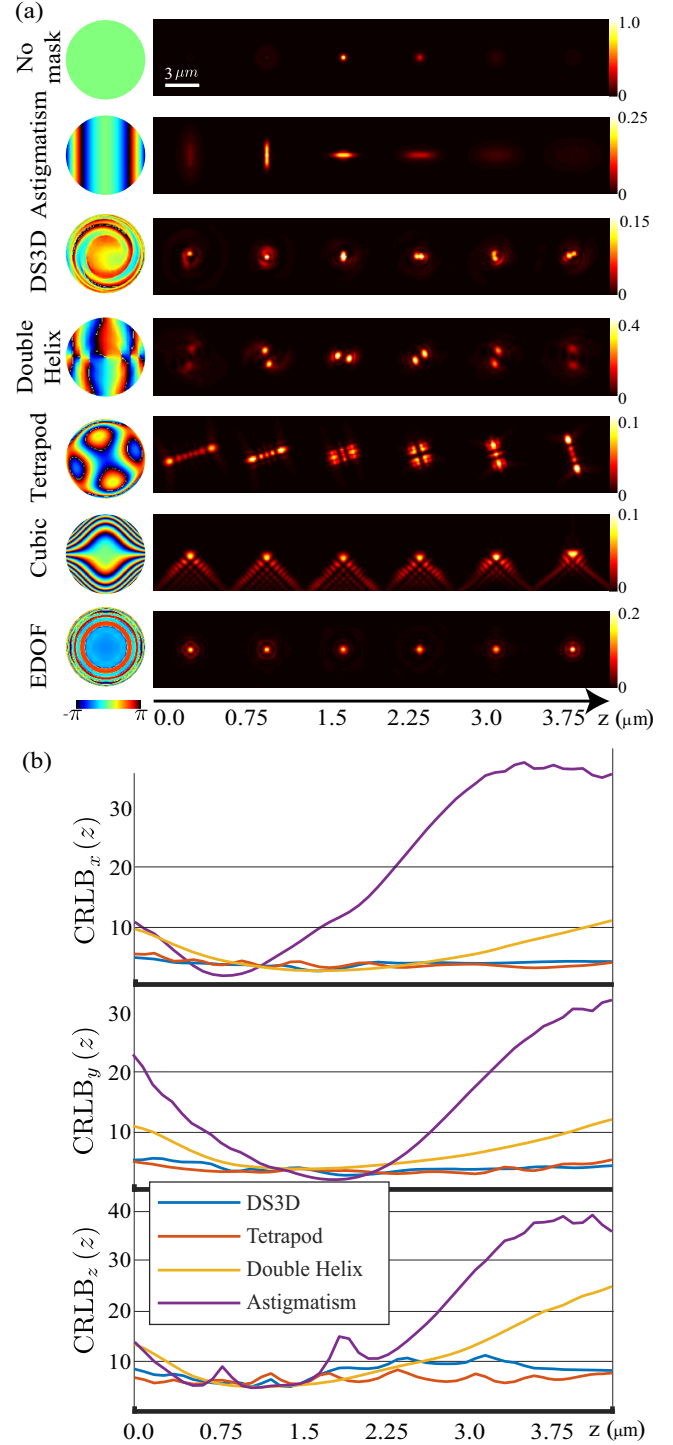 (a)
No mask
3 μm
1.0
0
Astigmatism
0.25
0
DS3D
0.15
0
Double Helix
0.4
0
Tetrapod
0.1
0
Cubic
0.1
0
EDOF
0.2
0
-π π
0.0 0.75 1.5 2.25 3.0 3.75 z (μm)
(b)
CRLB_x (z)
30
20
10
CRLB_y (z)
30
20
10
CRLB_z (z)
40
30
20
10
DS3D
Tetrapod
Double Helix
Astigmatism
0.0 0.75 1.5 2.25 3.0 3.75 z (μm)